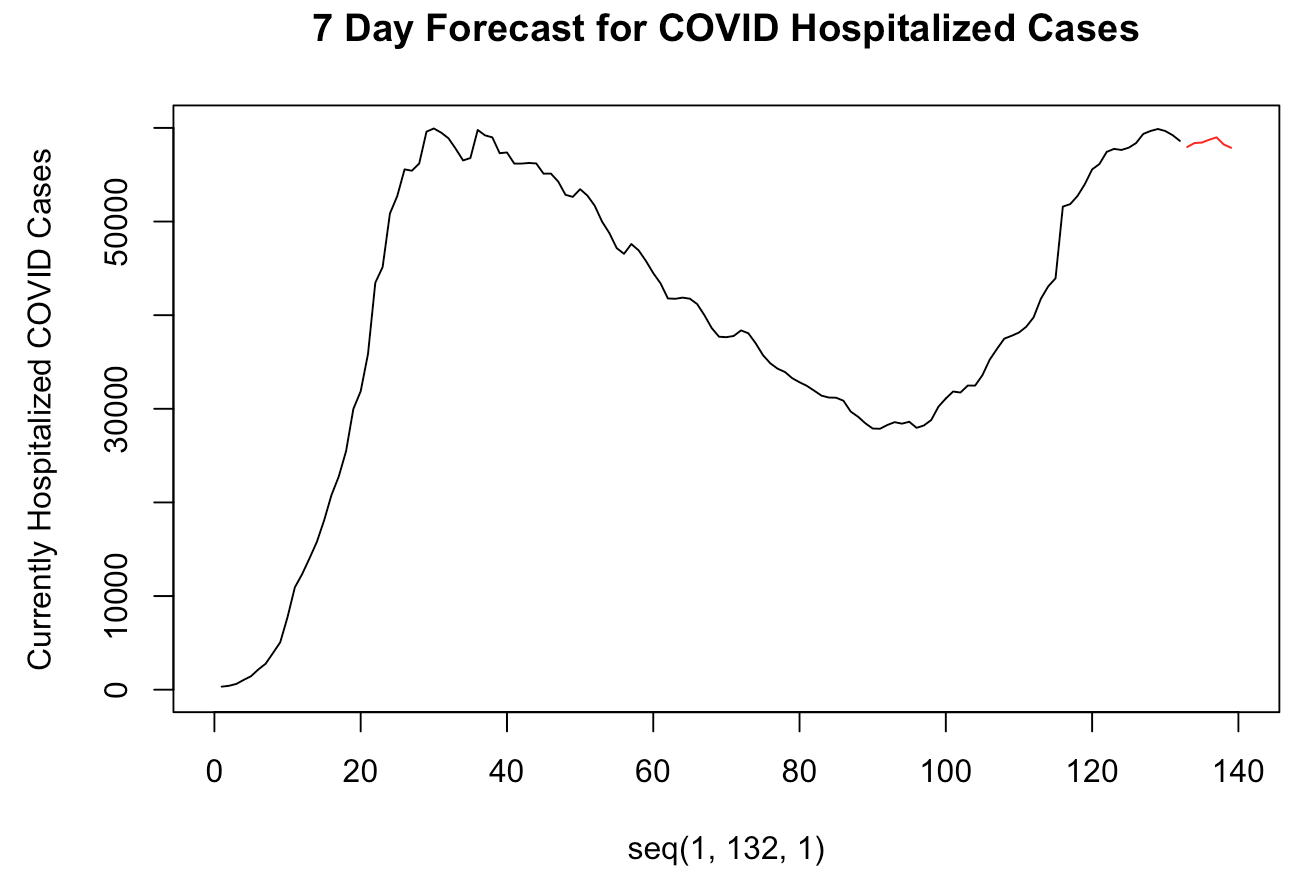 7 Day Forecast for COVID Hospitalized Cases
Currently Hospitalized COVID Cases
50000
30000
10000
0
0 20 40 60 80 100 120 140
seq(1, 132, 1)